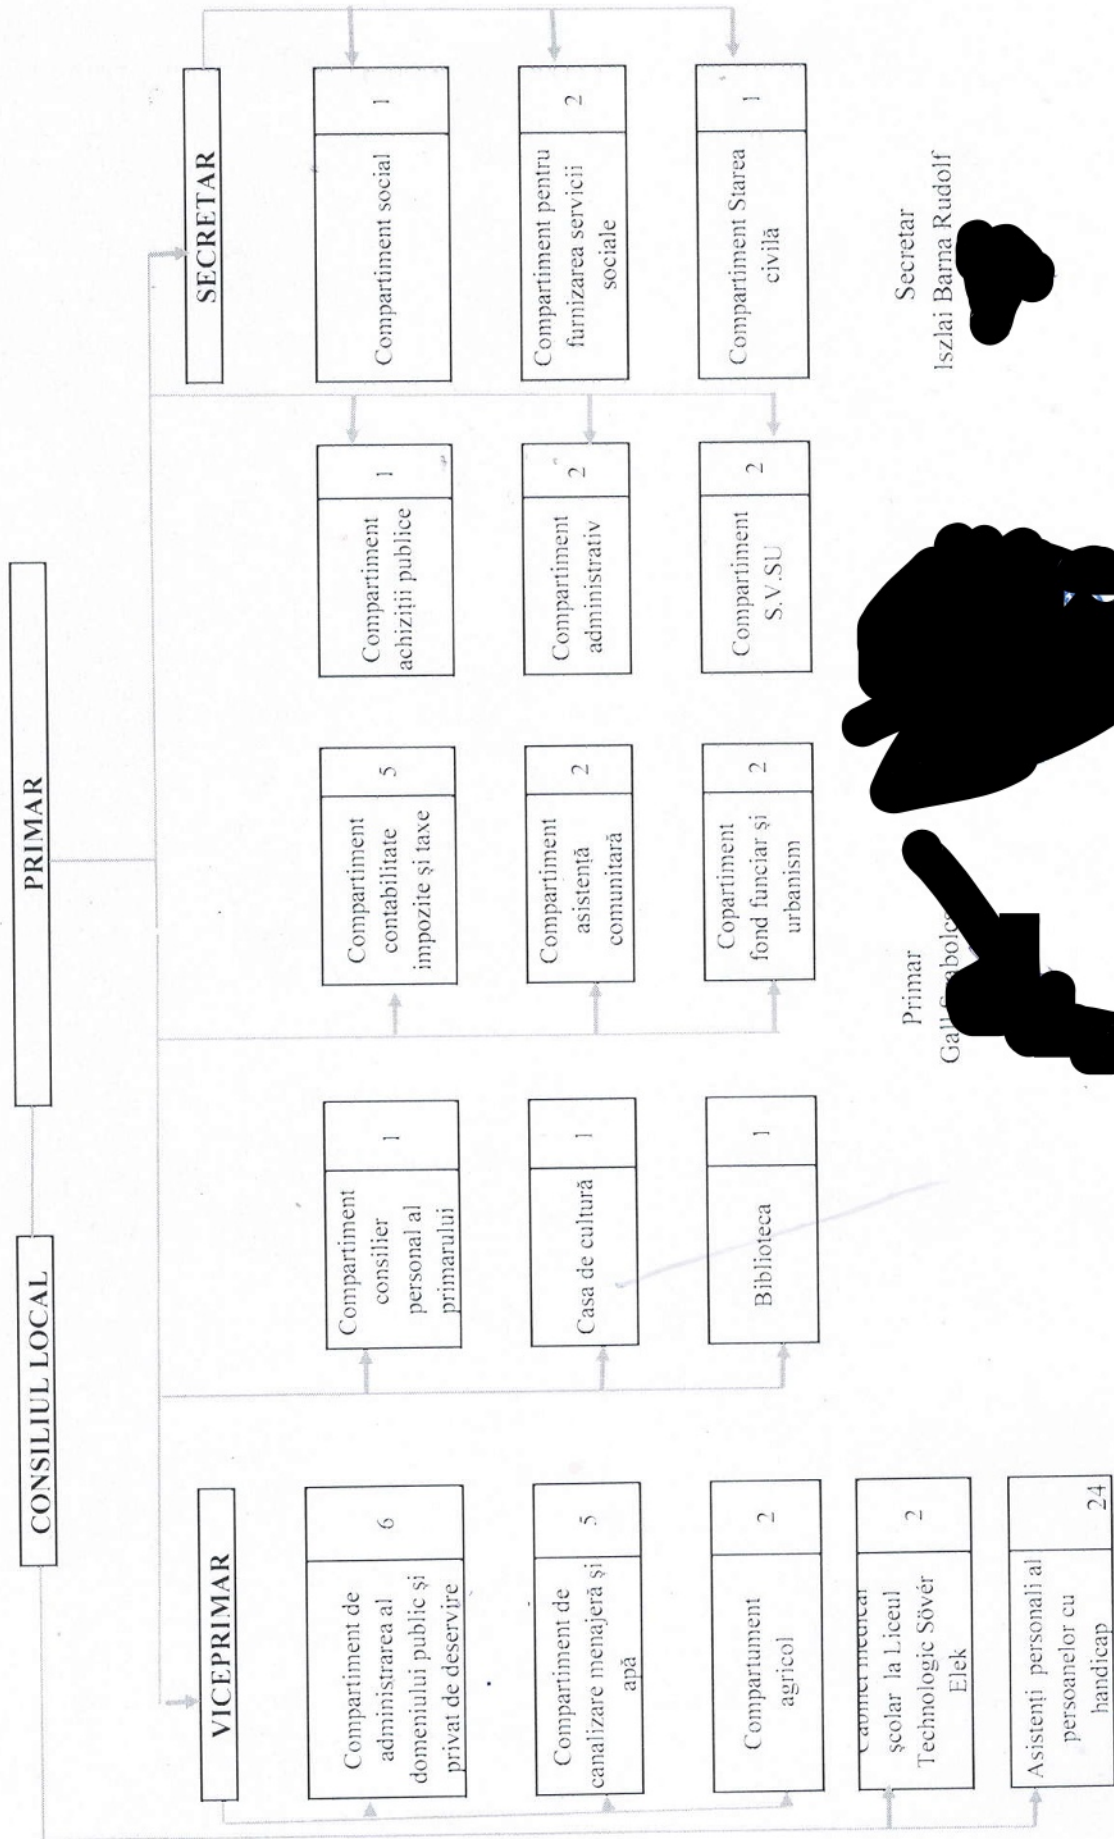 CONSILIUL LOCAL
PRIMAR
VICEPRIMAR
SECRETAR
Compartiment de
administrarea al
domeniului public și
privat de deservire
6
Compartiment de
canalizare menajeră și
apă
5
Compartument
agricol
2
școlar la Liceul
Technologic Sövér
Elek
2
Asistenți personali al
persoanelor cu
handicap
24
Compartiment
consilier
personal al
primarului
1
Casa de cultură
1
Biblioteca
1
Compartiment
contabilitate
impozite și taxe
5
Compartiment
asistență
comunitară
2
Copartiment
fond funciar și
urbanism
2
Compartiment
achiziții publice
1
Compartiment
administrativ
2
Compartiment
S.V.SU
2
Compartiment social
1
Compartiment pentru
furnizarea servicii
sociale
2
Compartiment Starea
civilă
1
Primar
Secretar
Iszlai Barna Rudolf